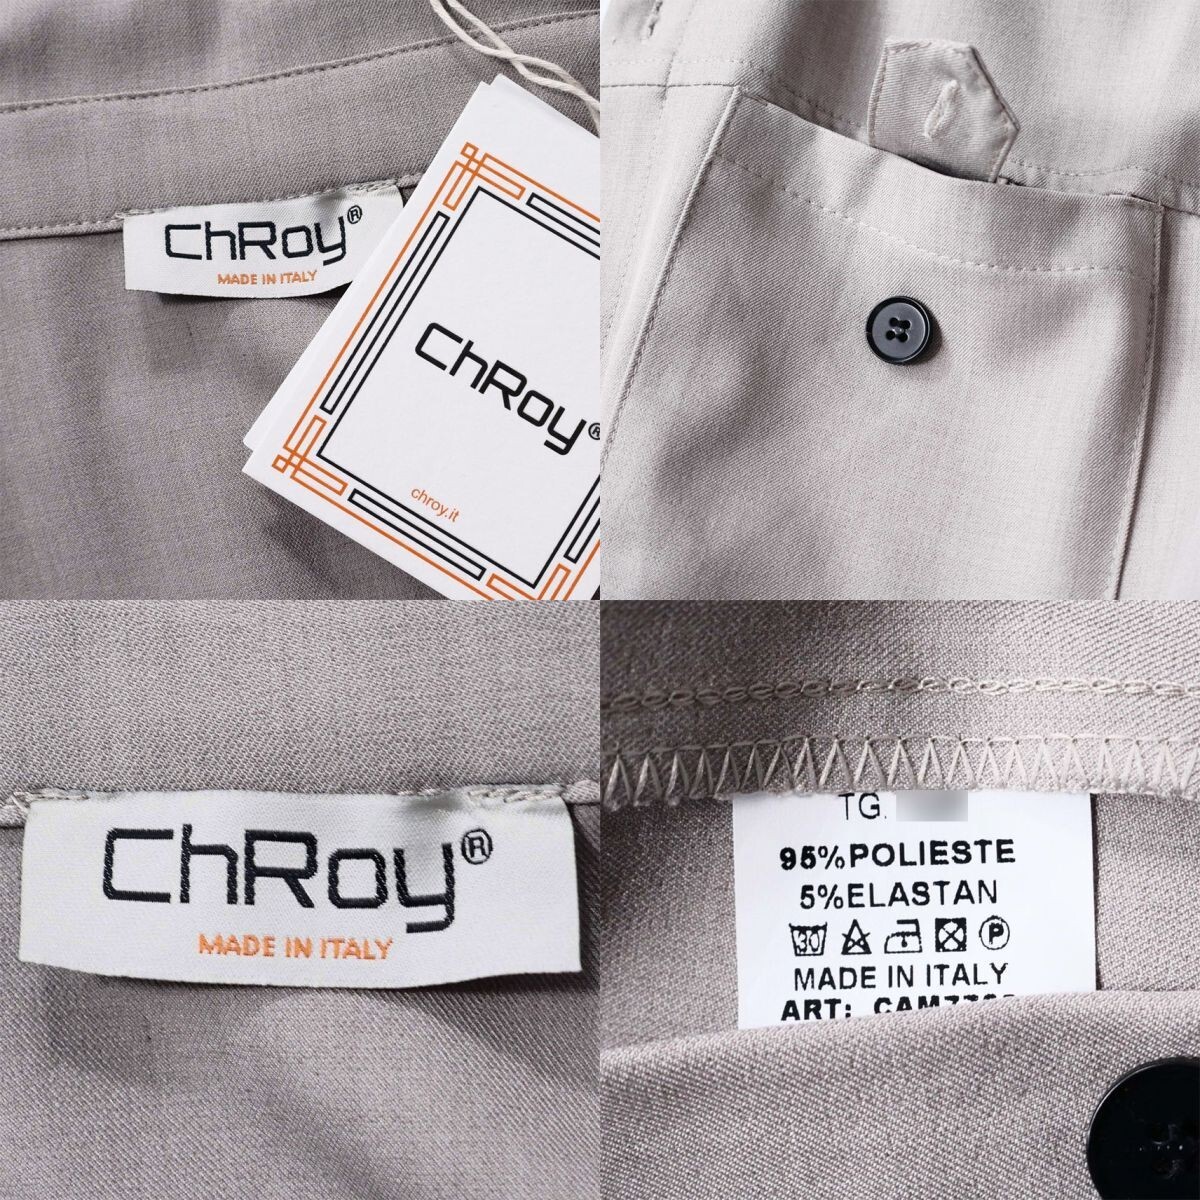 ChRoy®
MADE IN ITALY
ChRoy®
chroy.it
ChRoy®
MADE IN ITALY
TG.
95%POLIESTE
5%ELASTAN
30 P
MADE IN ITALY
ART: